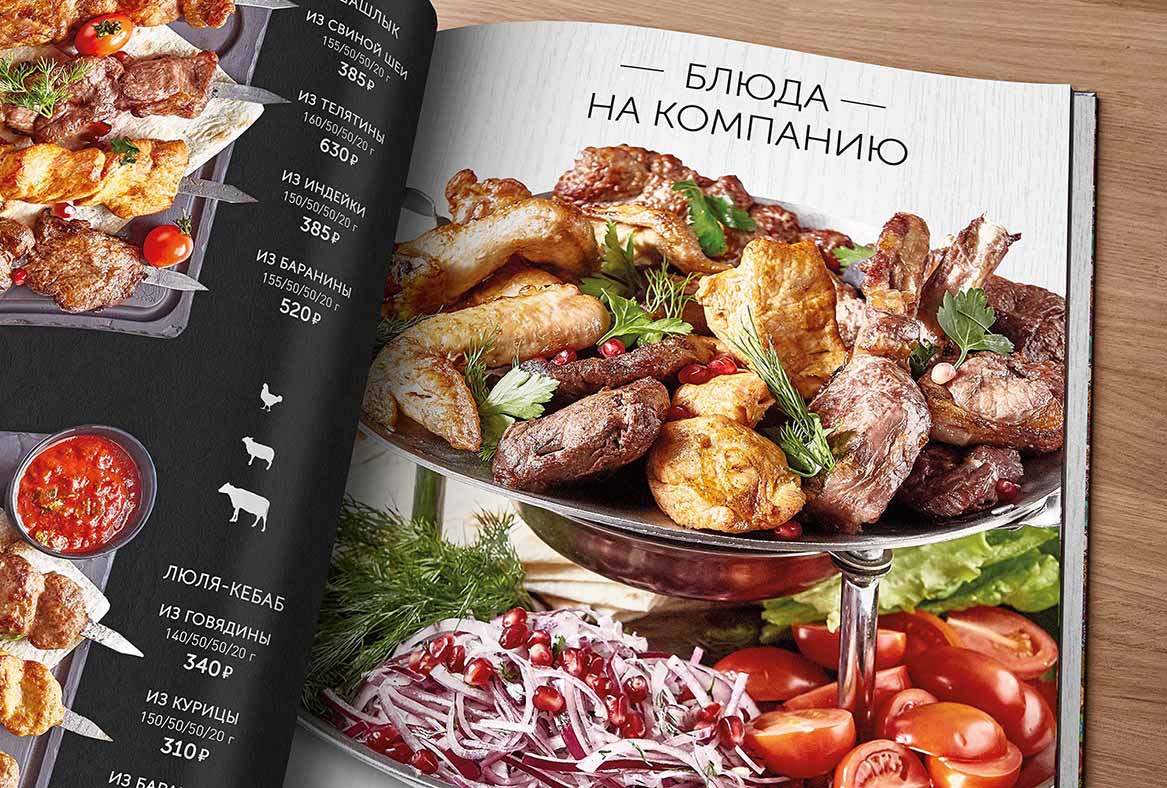 ШАШЛЫК
ИЗ СВИНОЙ ШЕИ
155/50/50/20 г
385₽
ИЗ ТЕЛЯТИНЫ
160/50/50/20 г
630₽
ИЗ ИНДЕЙКИ
150/50/50/20 г
385₽
ИЗ БАРАНИНЫ
155/50/50/20 г
520₽
ЛЮЛЯ-КЕБАБ
ИЗ ГОВЯДИНЫ
140/50/50/20 г
340₽
ИЗ КУРИЦЫ
150/50/50/20 г
310₽
ИЗ
— БЛЮДА —
НА КОМПАНИЮ